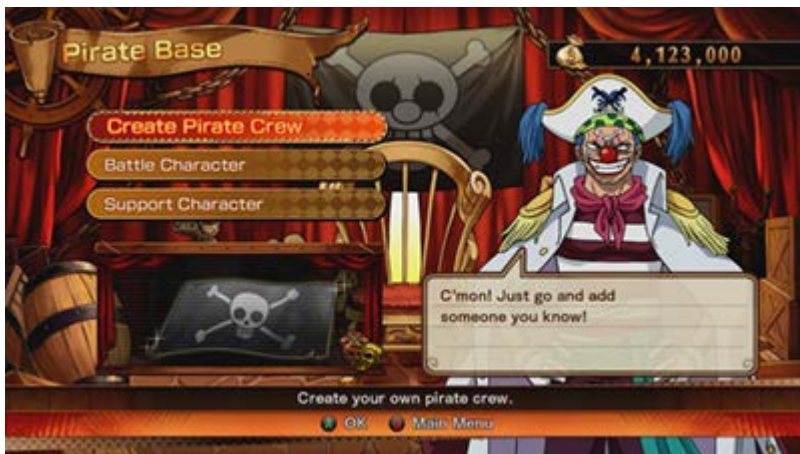 Pirate Base
4,123,000
Create Pirate Crew
Battle Character
Support Character
C'mon! Just go and add
someone you know!
Create your own pirate crew.
OK Main Menu